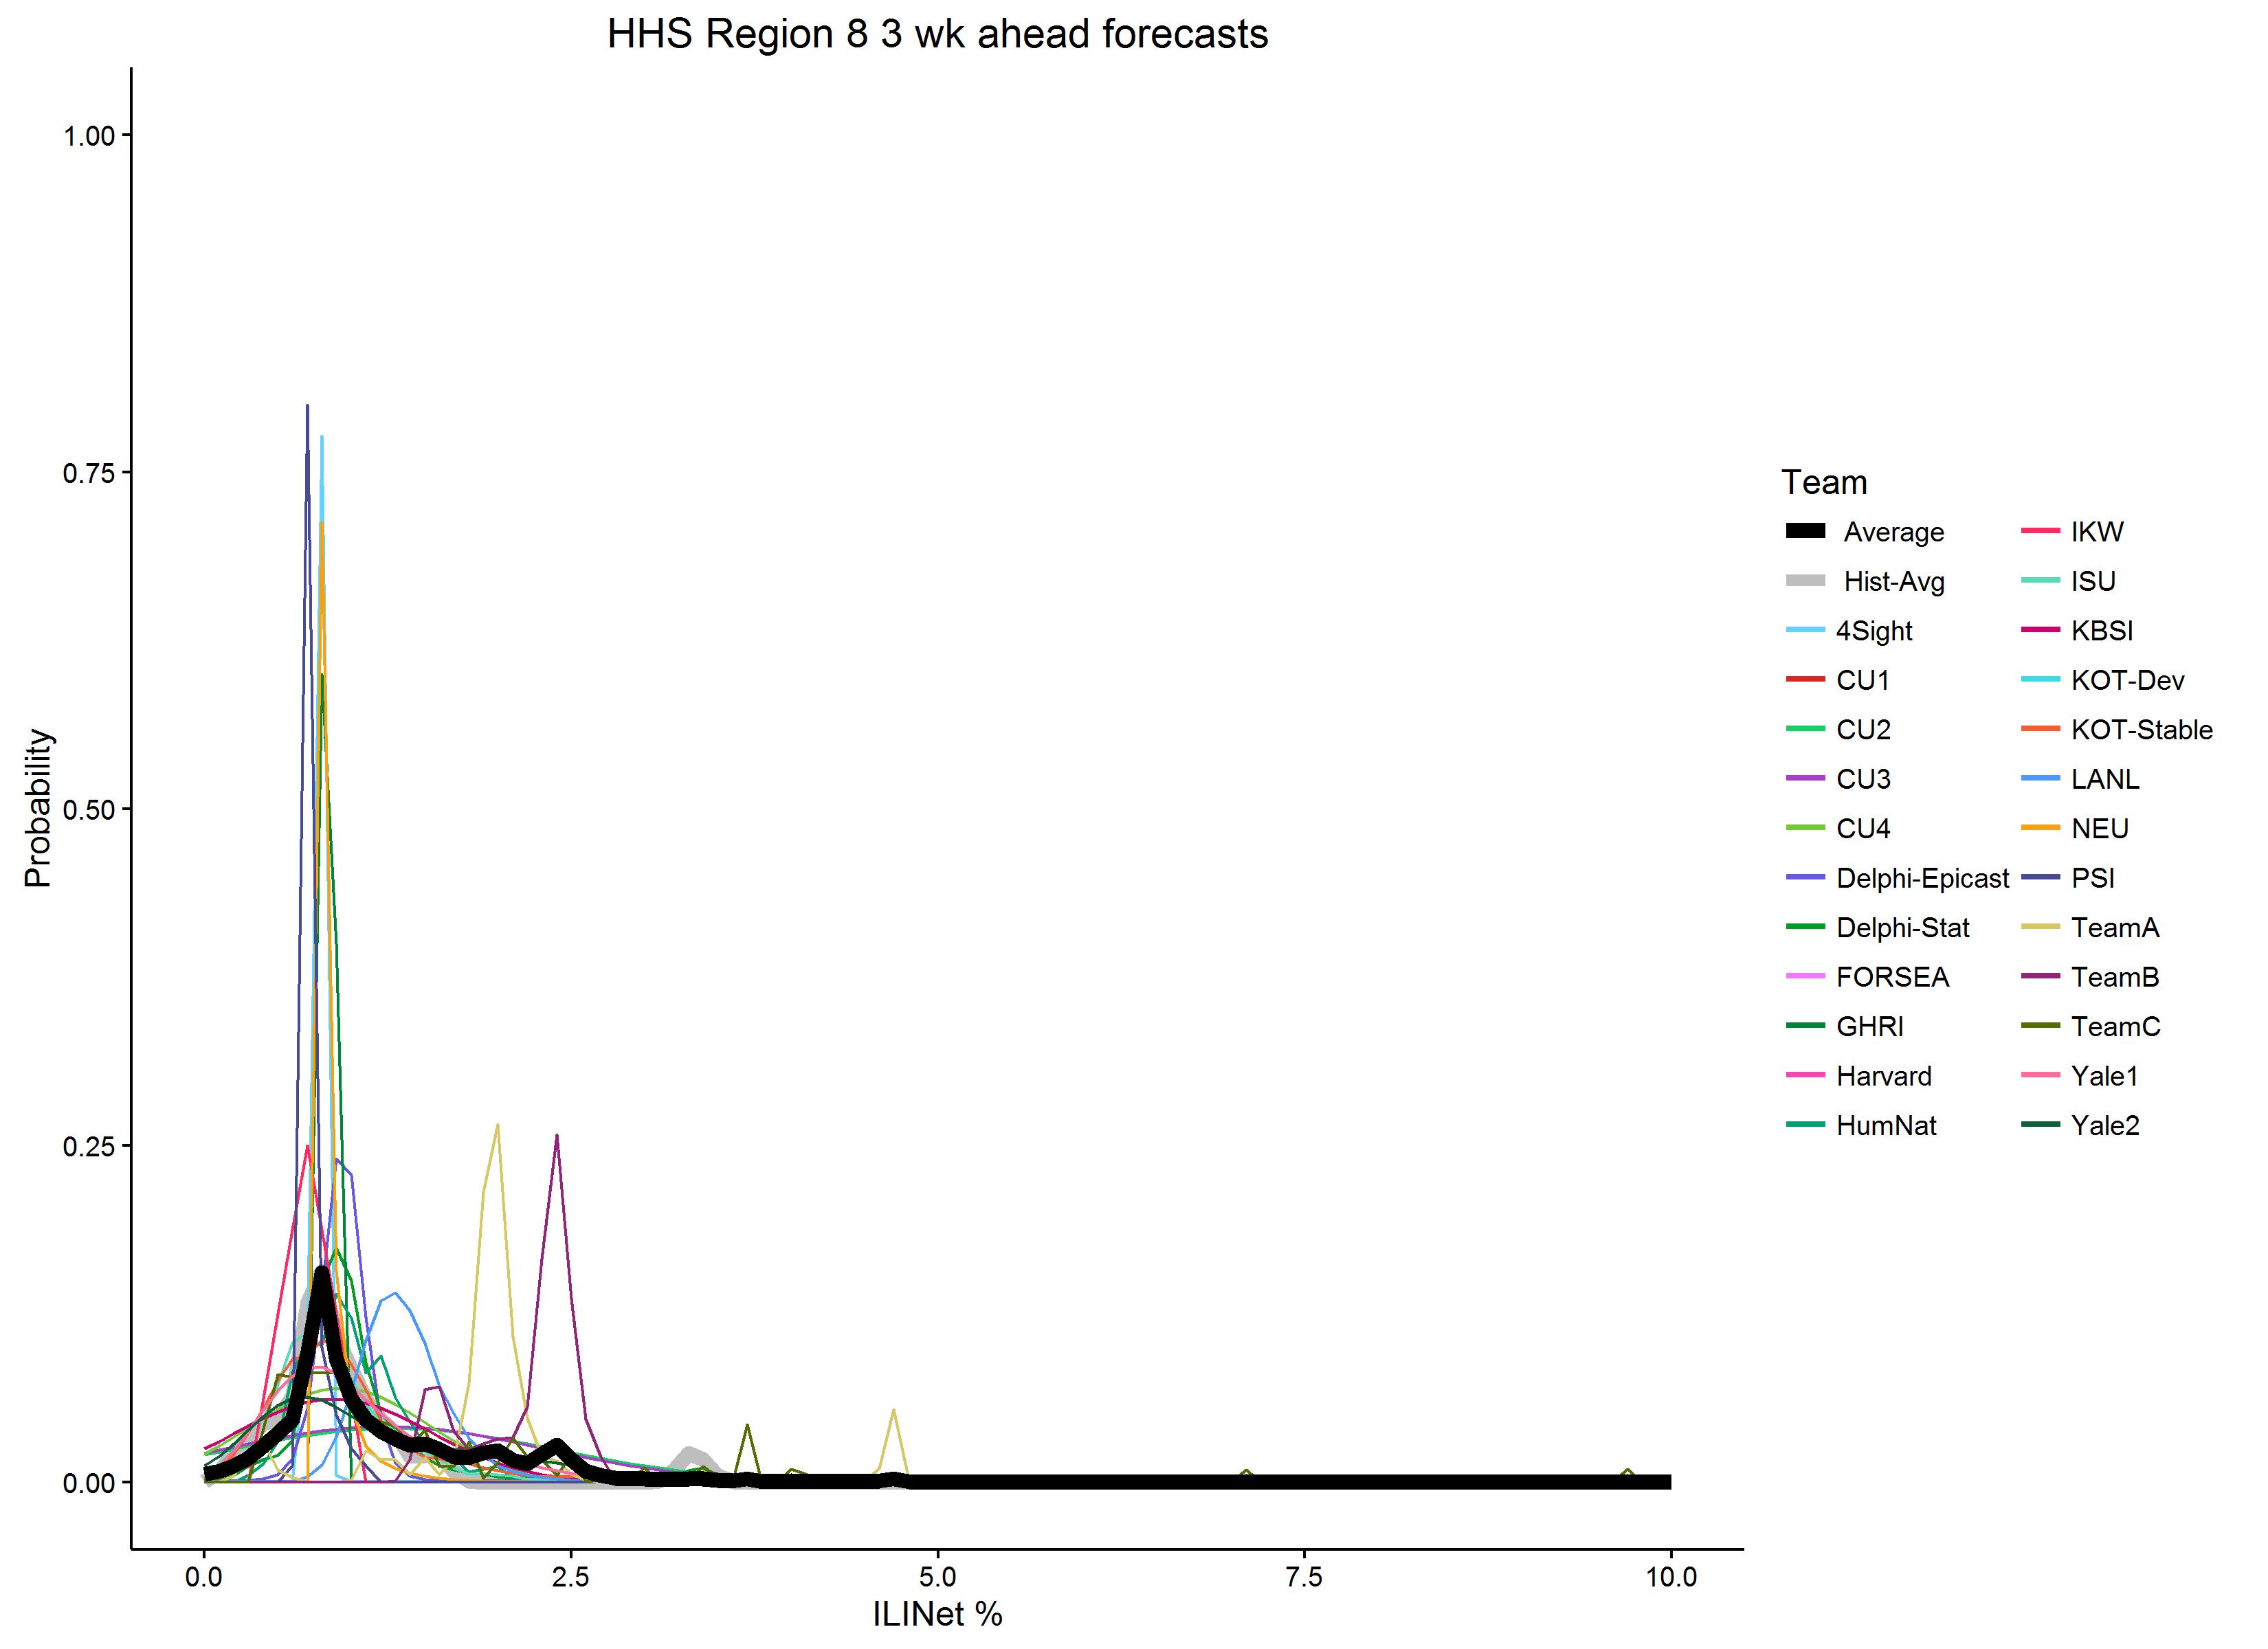 HHS Region 8 3 wk ahead forecasts
1.00
0.75
0.50
0.25
0.00
Probability
0.0 2.5 5.0 7.5 10.0
ILINet %
Team
Average
Hist-Avg
4Sight
CU1
CU2
CU3
CU4
Delphi-Epicast
Delphi-Stat
FORSEA
GHRI
Harvard
HumNat
IKW
ISU
KBSI
KOT-Dev
KOT-Stable
LANL
NEU
PSI
TeamA
TeamB
TeamC
Yale1
Yale2